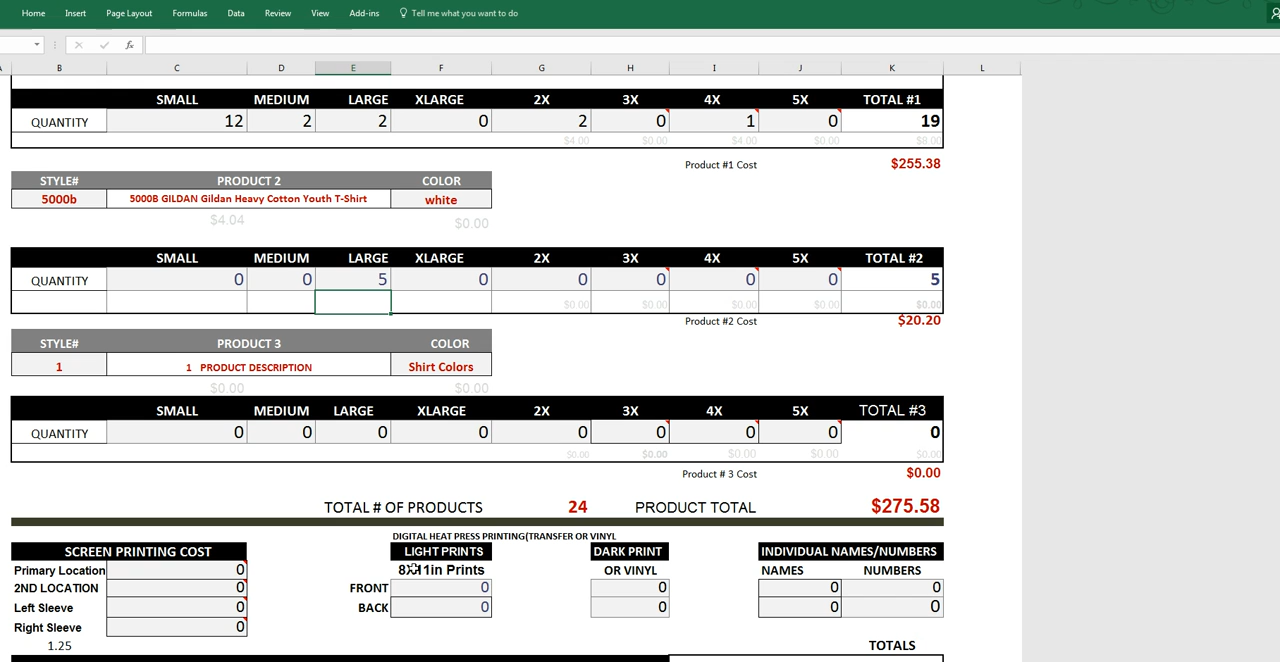 Home Insert Page Layout Formulas Data Review View Add-ins Tell me what you want to do
fx
B C D E F G H I J K L
SMALL MEDIUM LARGE XLARGE 2X 3X 4X 5X TOTAL #1
QUANTITY 12 2 2 0 2 0 1 0 19
$4.00 $0.00 $4.00 $0.00 $8.00
Product #1 Cost $255.38
STYLE# PRODUCT 2 COLOR
5000b 5000B GILDAN Gildan Heavy Cotton Youth T-Shirt white
$4.04 $0.00
SMALL MEDIUM LARGE XLARGE 2X 3X 4X 5X TOTAL #2
QUANTITY 0 0 5 0 0 0 0 0 5
$0.00 $0.00 $0.00 $0.00 $0.00
Product #2 Cost $20.20
STYLE# PRODUCT 3 COLOR
1 1 PRODUCT DESCRIPTION Shirt Colors
$0.00 $0.00
SMALL MEDIUM LARGE XLARGE 2X 3X 4X 5X TOTAL #3
QUANTITY 0 0 0 0 0 0 0 0 0
$0.00 $0.00 $0.00 $0.00 $0.00
Product # 3 Cost $0.00
TOTAL # OF PRODUCTS 24 PRODUCT TOTAL $275.58
DIGITAL HEAT PRESS PRINTING(TRANSFER OR VINYL
SCREEN PRINTING COST LIGHT PRINTS DARK PRINT INDIVIDUAL NAMES/NUMBERS
Primary Location 0 8X11in Prints OR VINYL NAMES NUMBERS
2ND LOCATION 0 FRONT 0 0 0 0
Left Sleeve 0 BACK 0 0 0 0
Right Sleeve 0
1.25 TOTALS